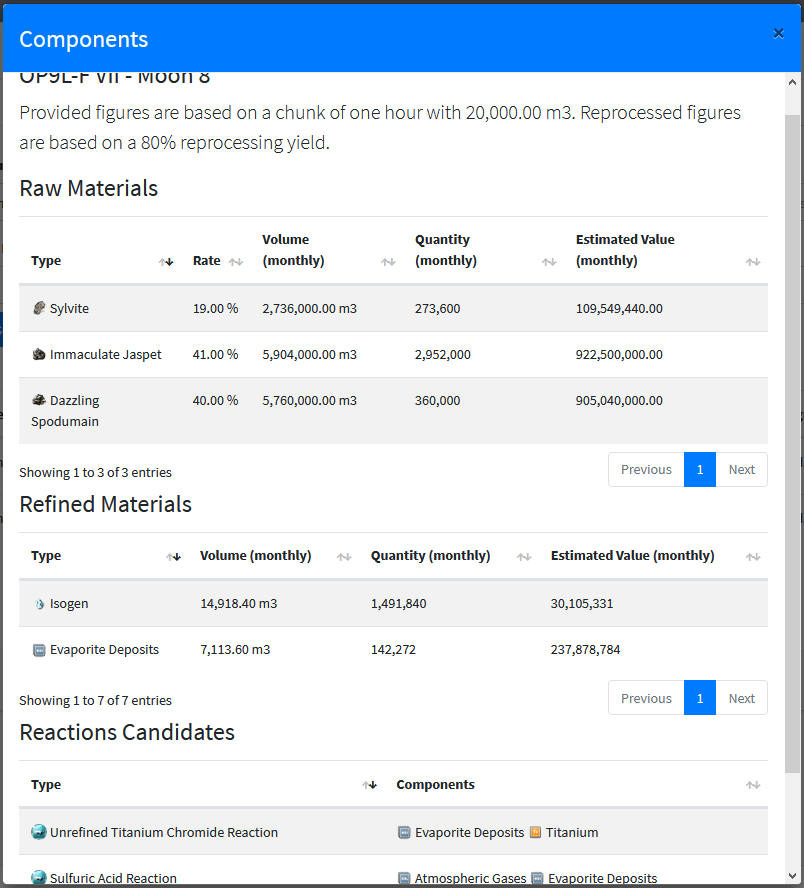 Components ×
OP9L-F VII - Moon 8
Provided figures are based on a chunk of one hour with 20,000.00 m3. Reprocessed figures
are based on a 80% reprocessing yield.
Raw Materials
Type Rate Volume (monthly) Quantity (monthly) Estimated Value (monthly)
Sylvite 19.00 % 2,736,000.00 m3 273,600 109,549,440.00
Immaculate Jaspet 41.00 % 5,904,000.00 m3 2,952,000 922,500,000.00
Dazzling Spodumain 40.00 % 5,760,000.00 m3 360,000 905,040,000.00
Showing 1 to 3 of 3 entries Previous 1 Next
Refined Materials
Type Volume (monthly) Quantity (monthly) Estimated Value (monthly)
Isogen 14,918.40 m3 1,491,840 30,105,331
Evaporite Deposits 7,113.60 m3 142,272 237,878,784
Showing 1 to 7 of 7 entries Previous 1 Next
Reactions Candidates
Type Components
Unrefined Titanium Chromide Reaction Evaporite Deposits Titanium
Sulfuric Acid Reaction Atmospheric Gases Evaporite Deposits